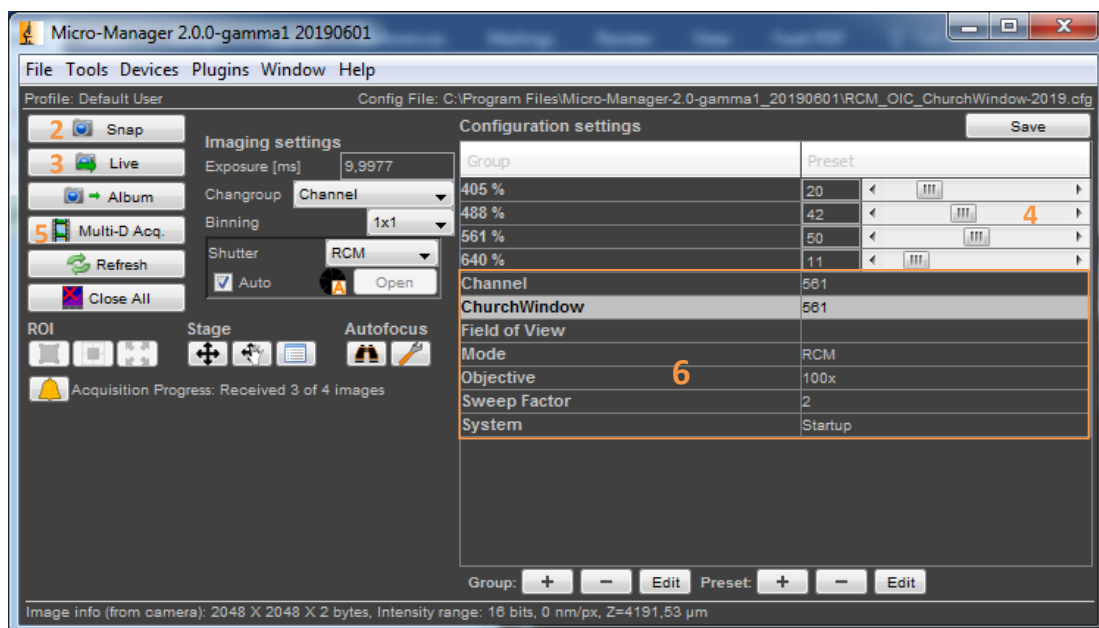 Micro-Manager 2.0.0-gamma1 20190601
File Tools Devices Plugins Window Help
Profile: Default User
Config File: C:\Program Files\Micro-Manager-2.0-gamma1_20190601\RCM_OIC_ChurchWindow-2019.cfg
2 Snap
3 Live
Album
5 Multi-D Acq.
Refresh
Close All
Imaging settings
Exposure [ms] 9,9977
Changroup Channel
Binning 1x1
Shutter RCM
Auto A Open
ROI Stage Autofocus
Acquisition Progress: Received 3 of 4 images
Configuration settings Save
Group Preset
405 % 20
488 % 42 4
561 % 50
640 % 11
Channel 561
ChurchWindow 561
Field of View
Mode RCM
Objective 6 100x
Sweep Factor 2
System Startup
Group: + − Edit Preset: + − Edit
Image info (from camera): 2048 X 2048 X 2 bytes, Intensity range: 16 bits, 0 nm/px, Z=4191,53 µm